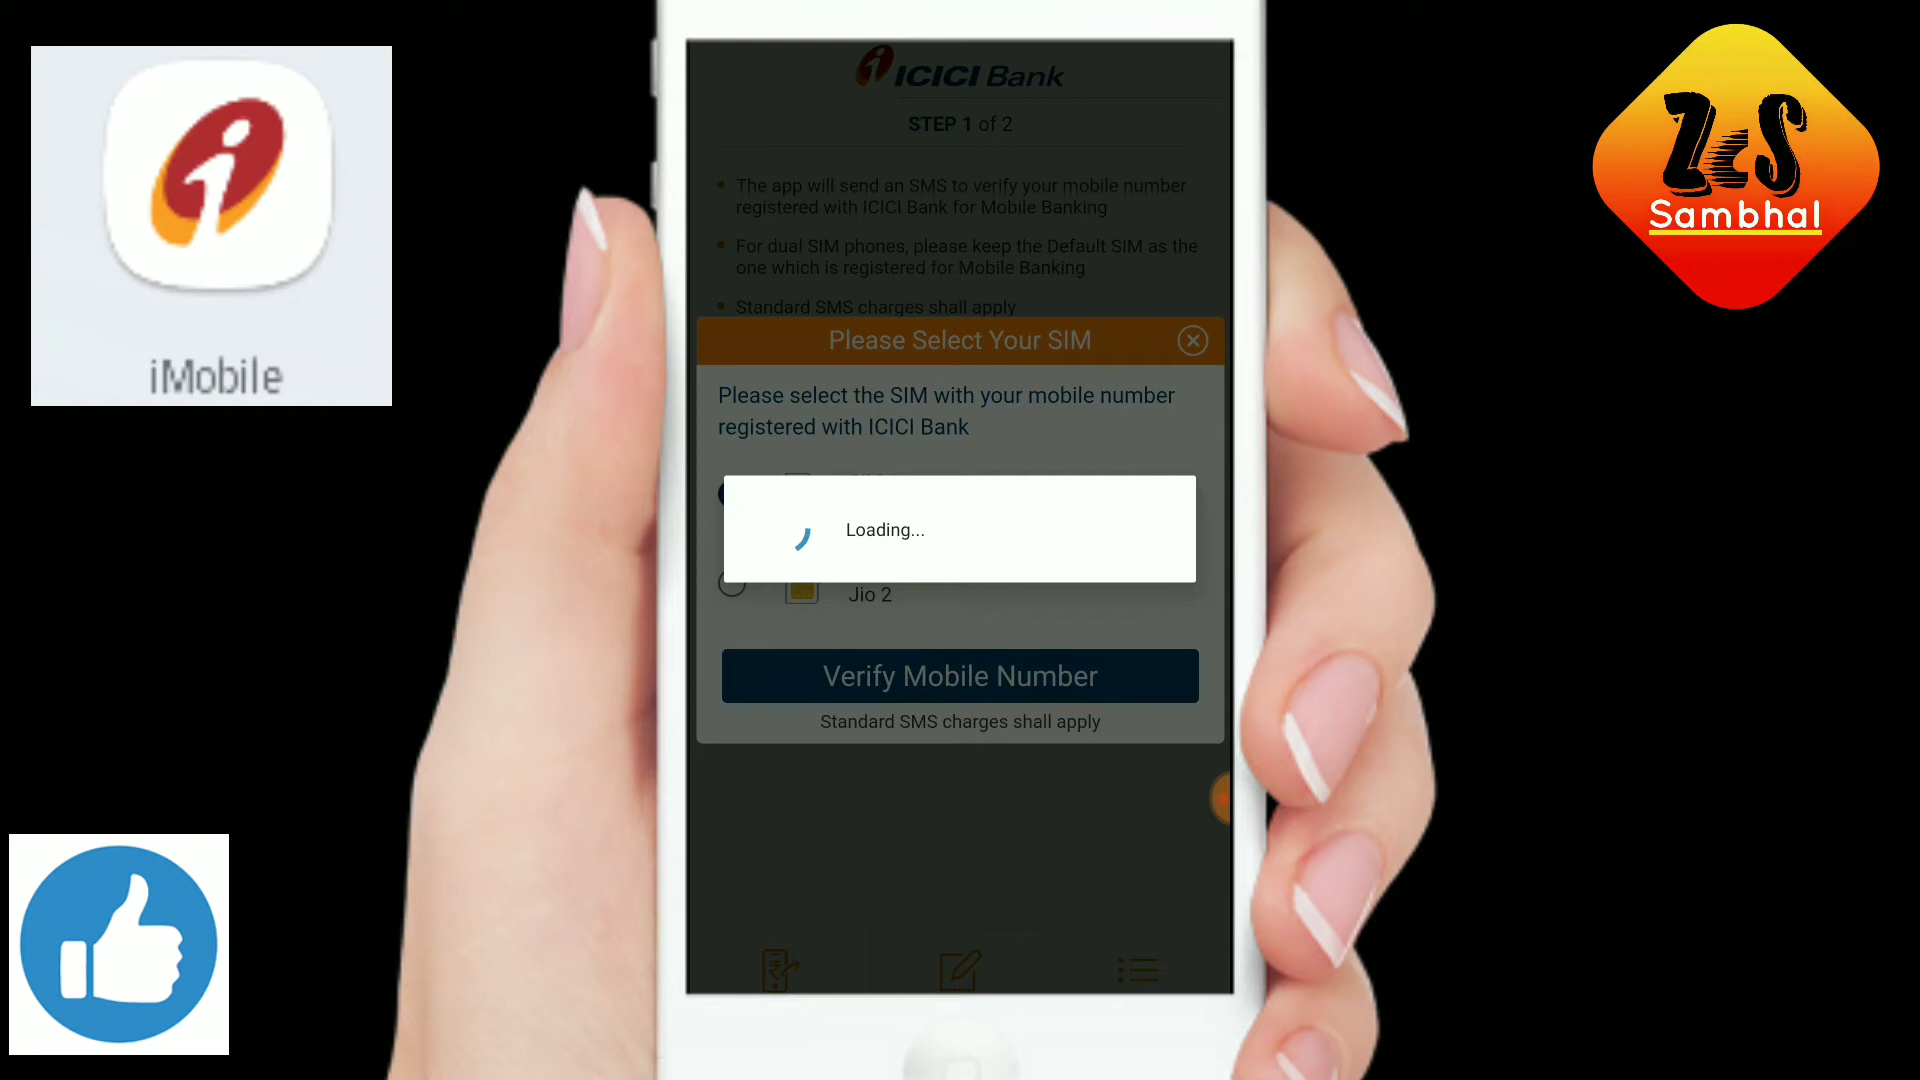 iMobile
ICICI Bank
STEP 1 of 2
The app will send an SMS to verify your mobile number
registered with ICICI Bank for Mobile Banking
For dual SIM phones, please keep the Default SIM as the
one which is registered for Mobile Banking
Standard SMS charges shall apply
Please Select Your SIM
Please select the SIM with your mobile number
registered with ICICI Bank
Loading...
Jio 2
Verify Mobile Number
Standard SMS charges shall apply
ZCS
Sambhal